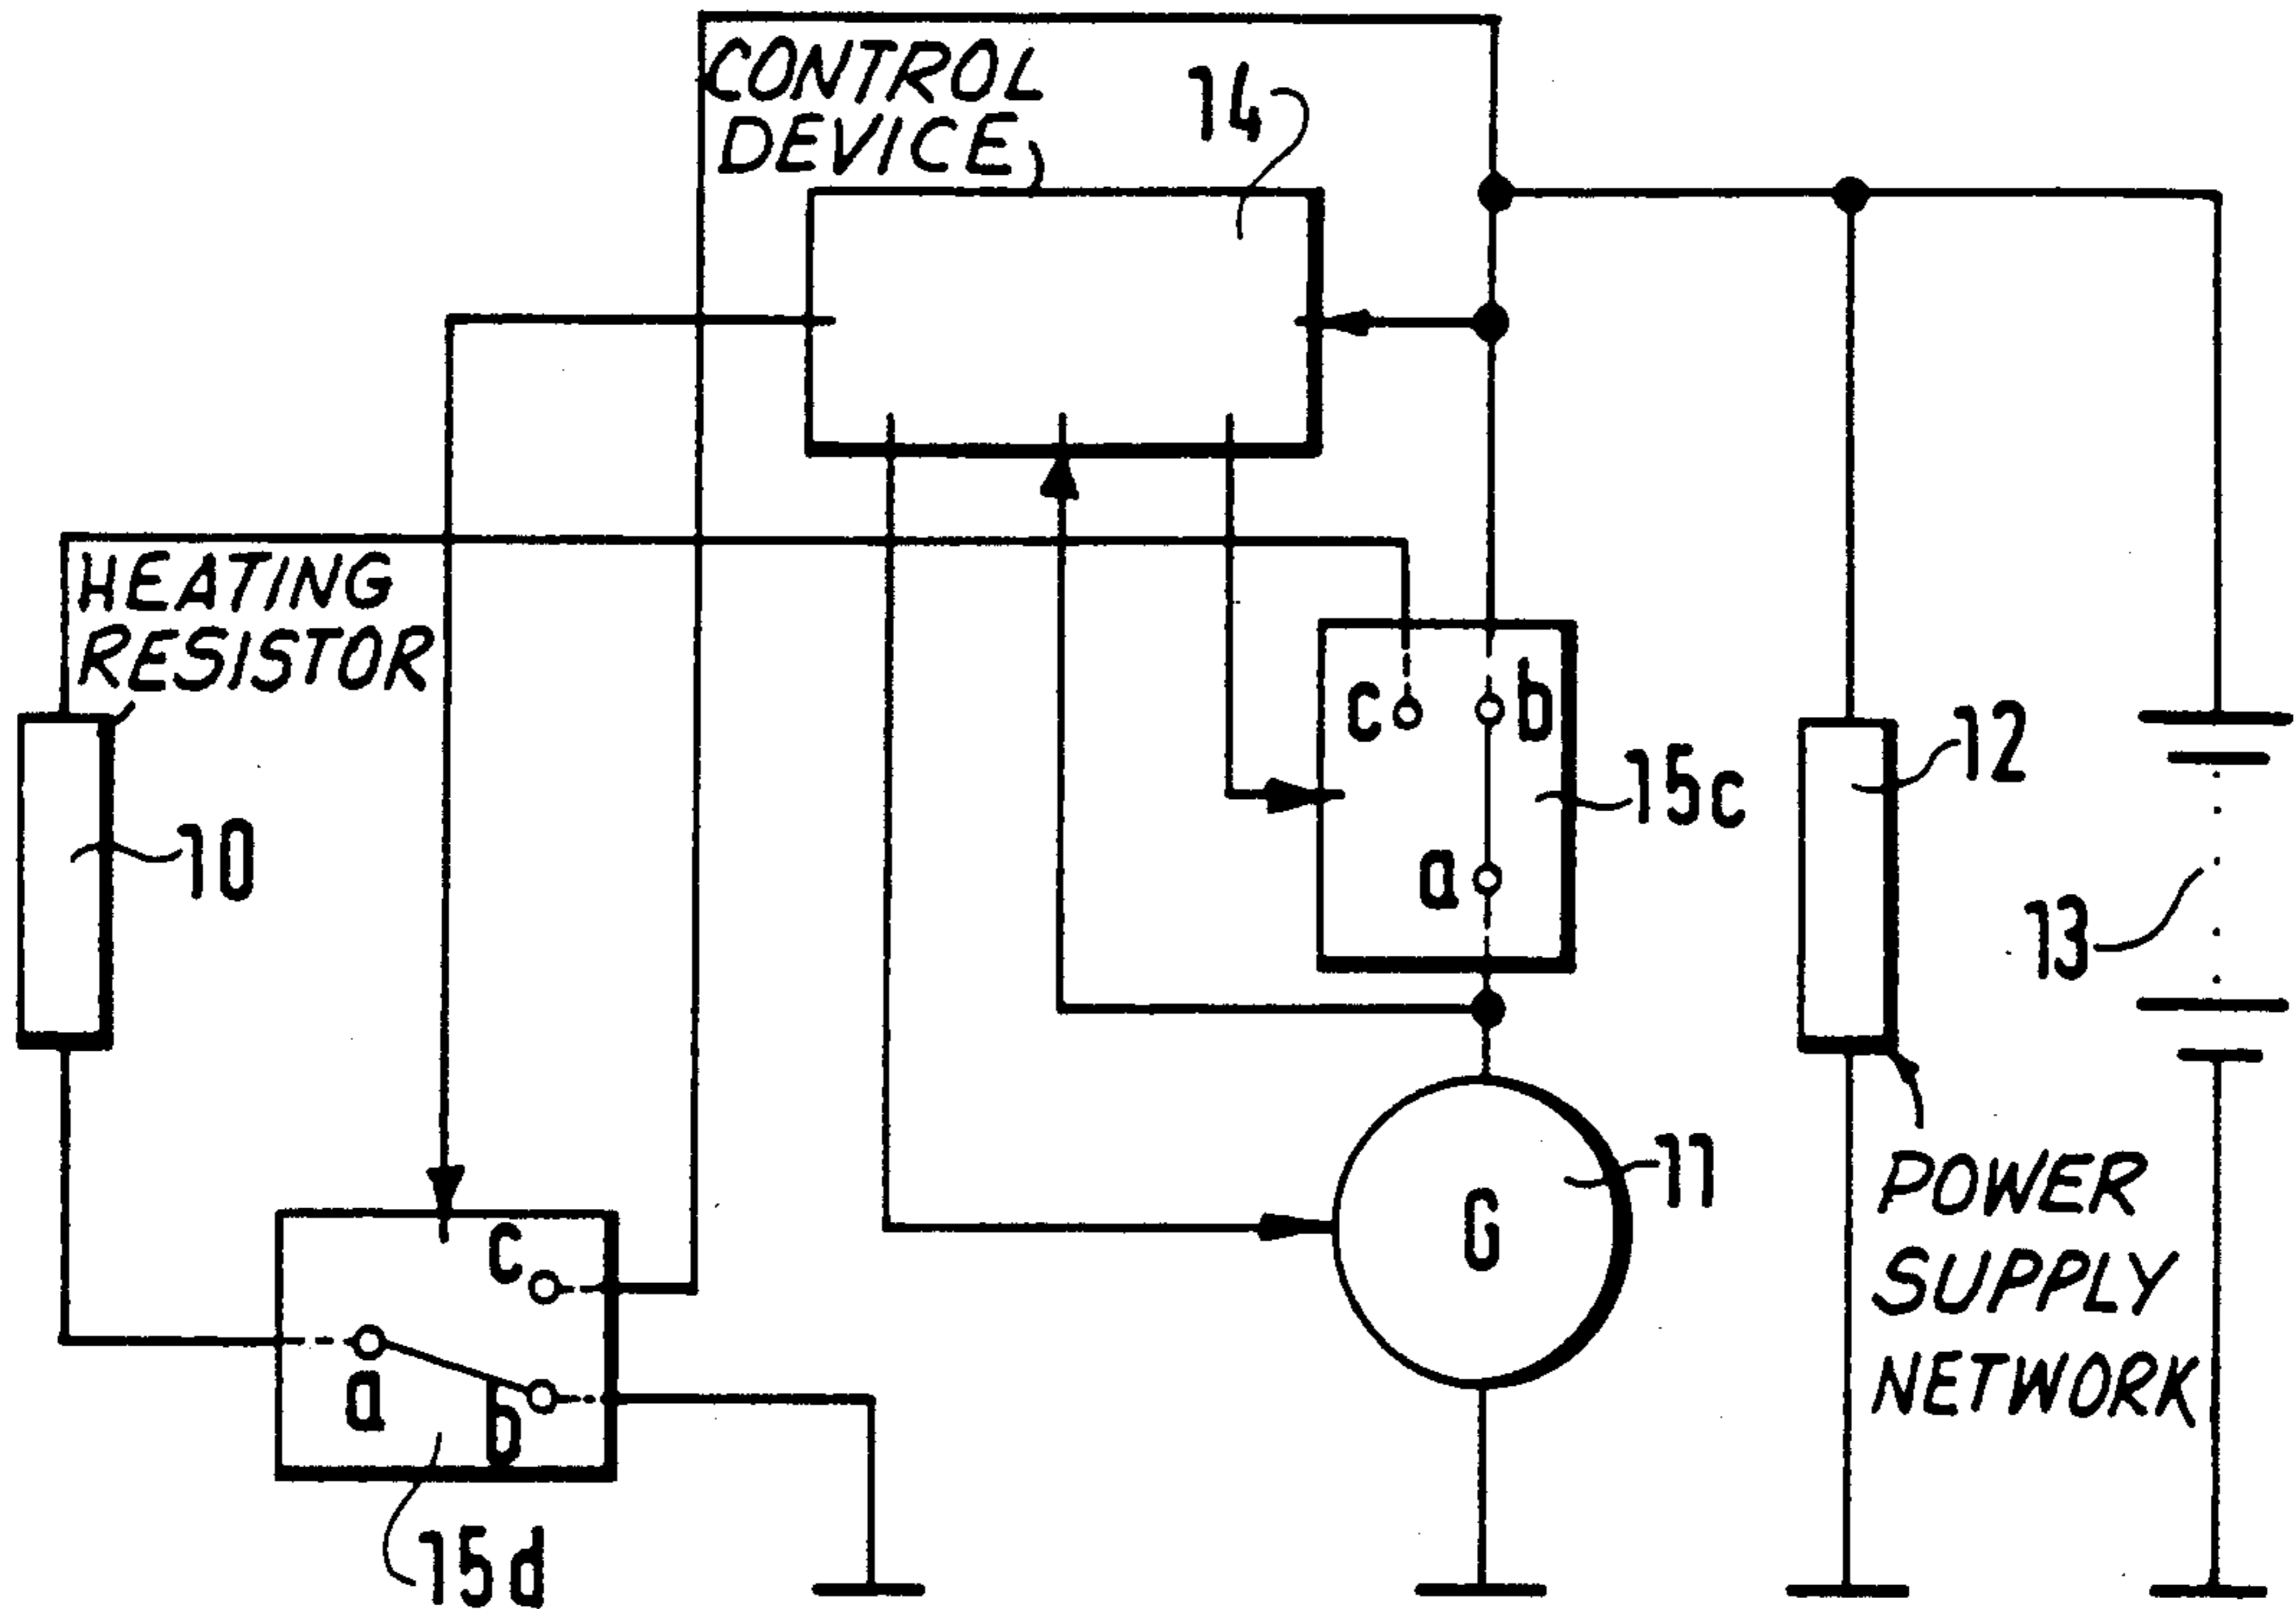 CONTROL
DEVICE
14
HEATING
RESISTOR
c
b
12
15c
10
a
13
11
G
c
POWER
SUPPLY
NETWORK
a
b
15d